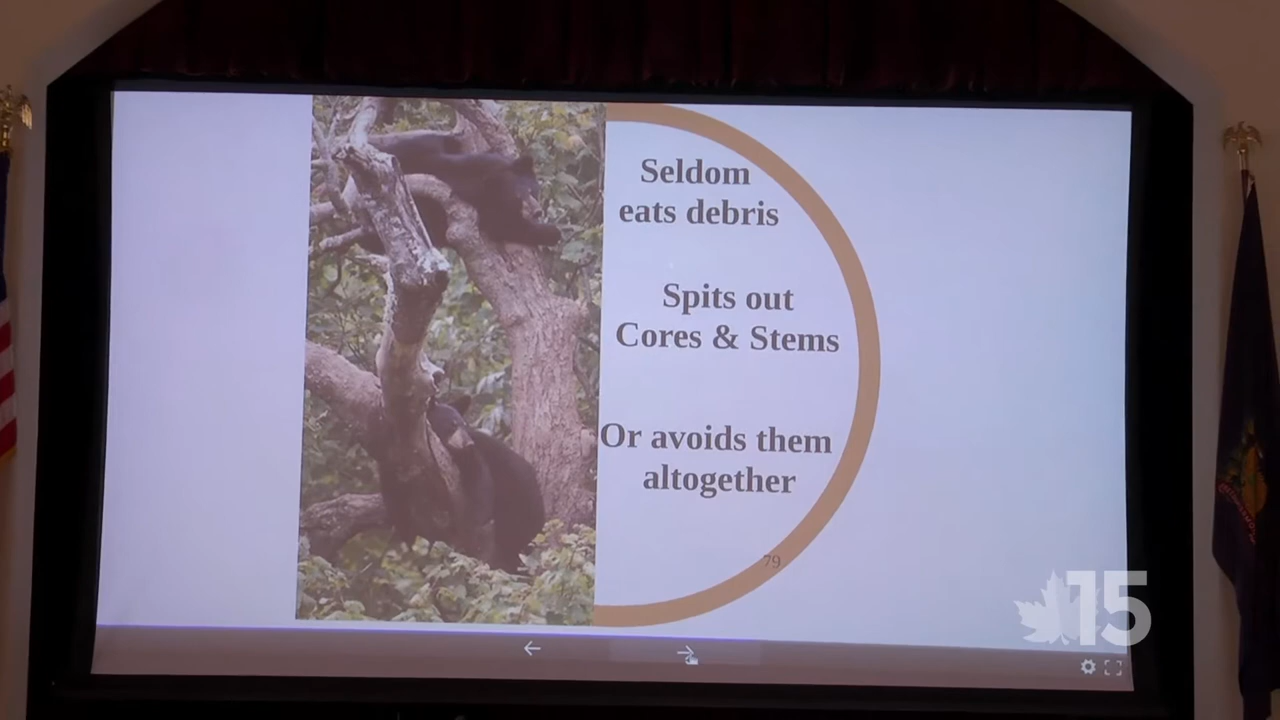 Seldom
eats debris
Spits out
Cores & Stems
Or avoids them
altogether
79
15